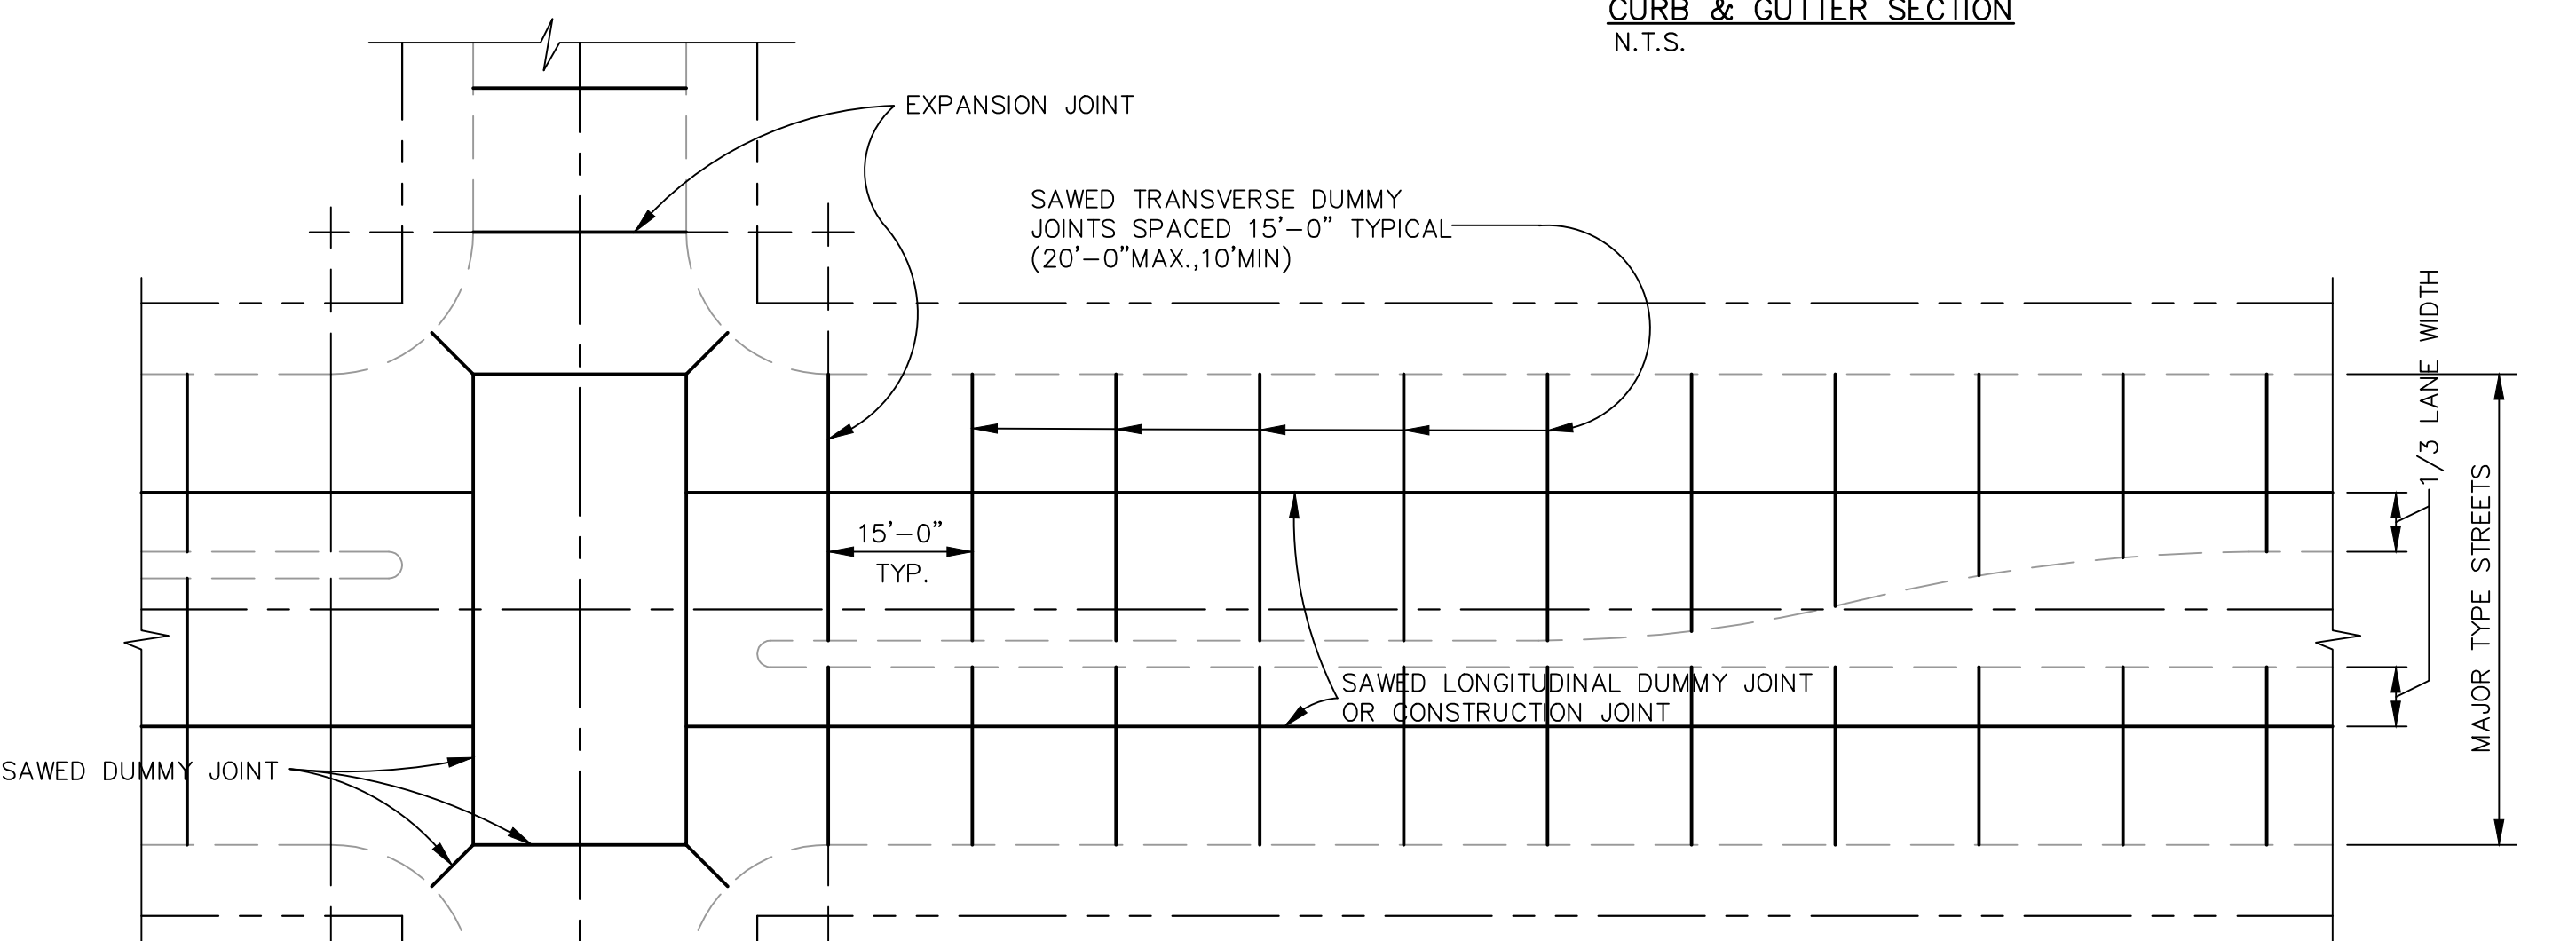 CURB & GUTTER SECTION
N.T.S.
EXPANSION JOINT
SAWED TRANSVERSE DUMMY
JOINTS SPACED 15'-0" TYPICAL
(20'-0"MAX.,10'MIN)
1/3 LANE WIDTH
MAJOR TYPE STREETS
15'-0"
TYP.
SAWED LONGITUDINAL DUMMY JOINT
OR CONSTRUCTION JOINT
SAWED DUMMY JOINT